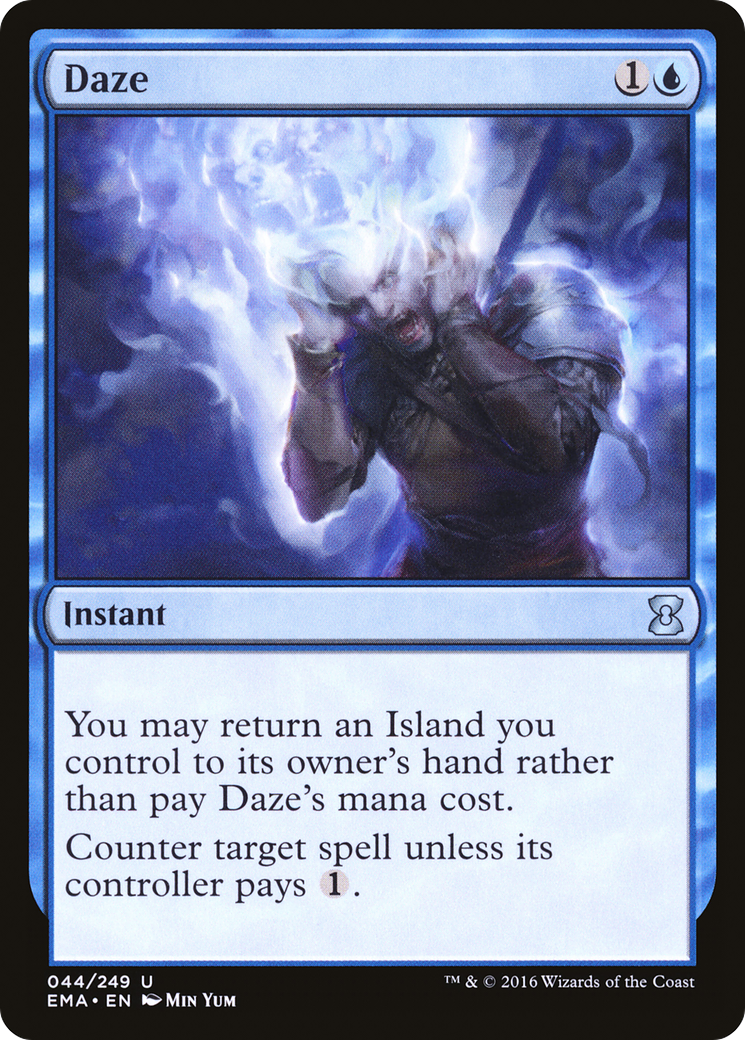 Daze
1
Instant
You may return an Island you
control to its owner's hand rather
than pay Daze's mana cost.
Counter target spell unless its
controller pays 1.
044/249 U
EMA • EN Min Yum
™ & © 2016 Wizards of the Coast